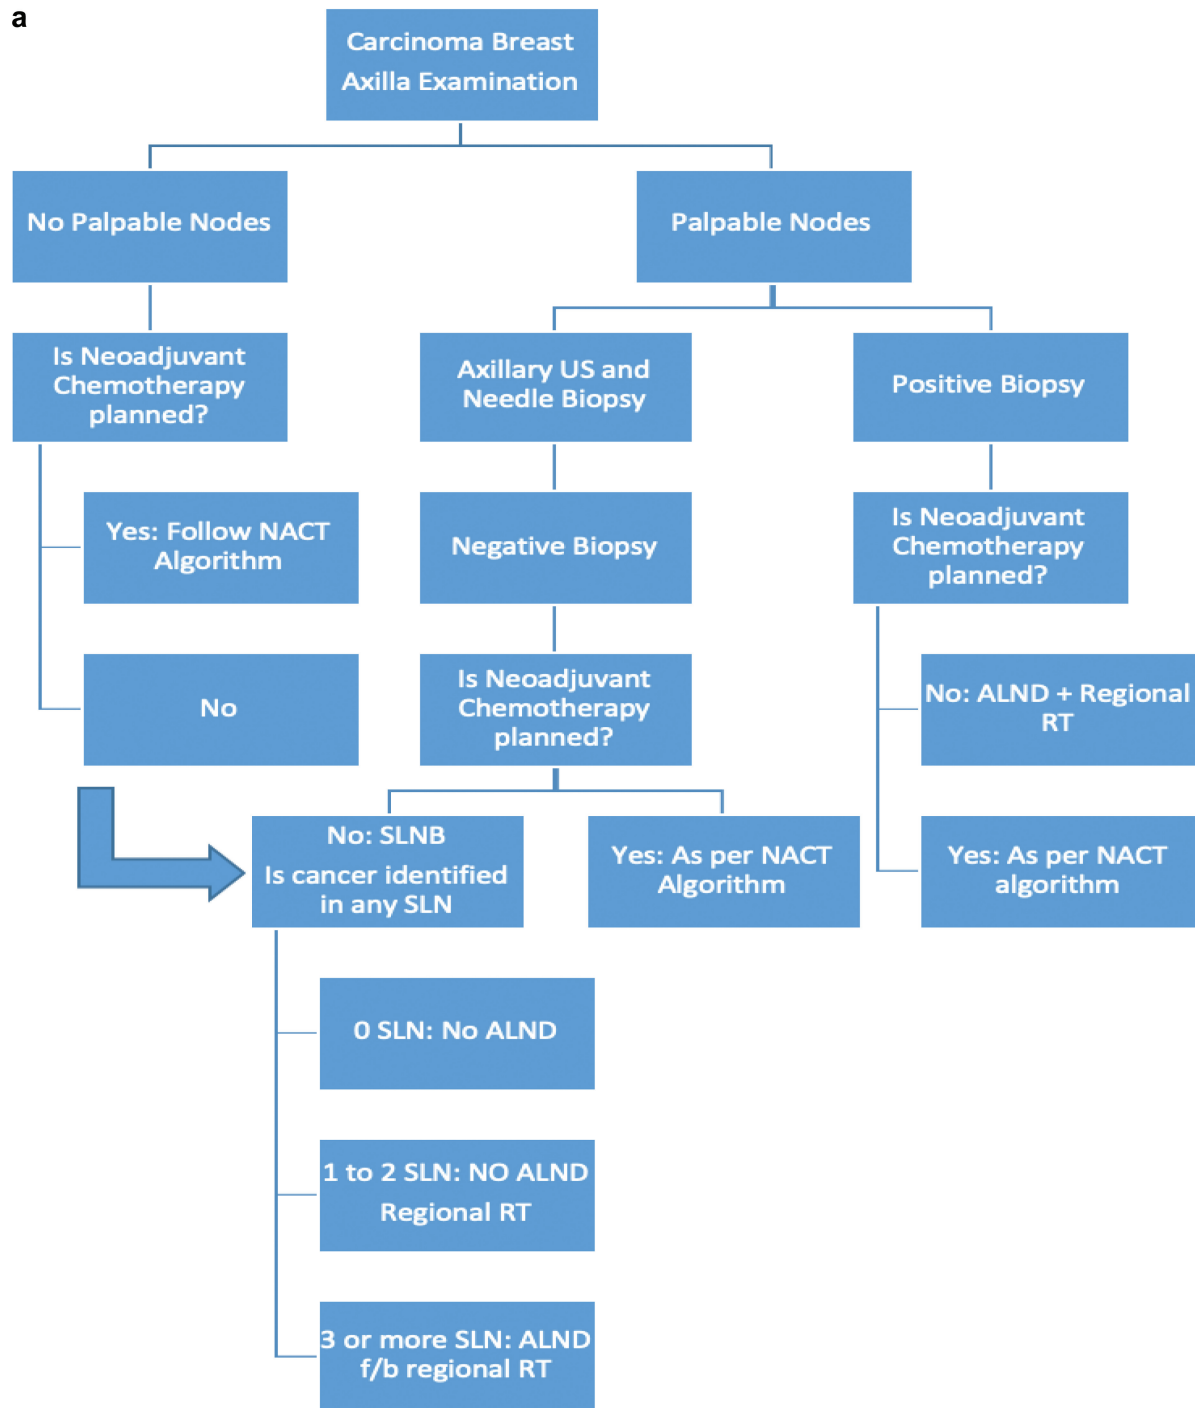 a
Carcinoma Breast
Axilla Examination
No Palpable Nodes
Palpable Nodes
Is Neoadjuvant
Chemotherapy
planned?
Axillary US and
Needle Biopsy
Positive Biopsy
Yes: Follow NACT
Algorithm
Negative Biopsy
Is Neoadjuvant
Chemotherapy
planned?
No
Is Neoadjuvant
Chemotherapy
planned?
No: ALND + Regional
RT
No: SLNB
Is cancer identified
in any SLN
Yes: As per NACT
Algorithm
Yes: As per NACT
algorithm
0 SLN: No ALND
1 to 2 SLN: NO ALND
Regional RT
3 or more SLN: ALND
f/b regional RT